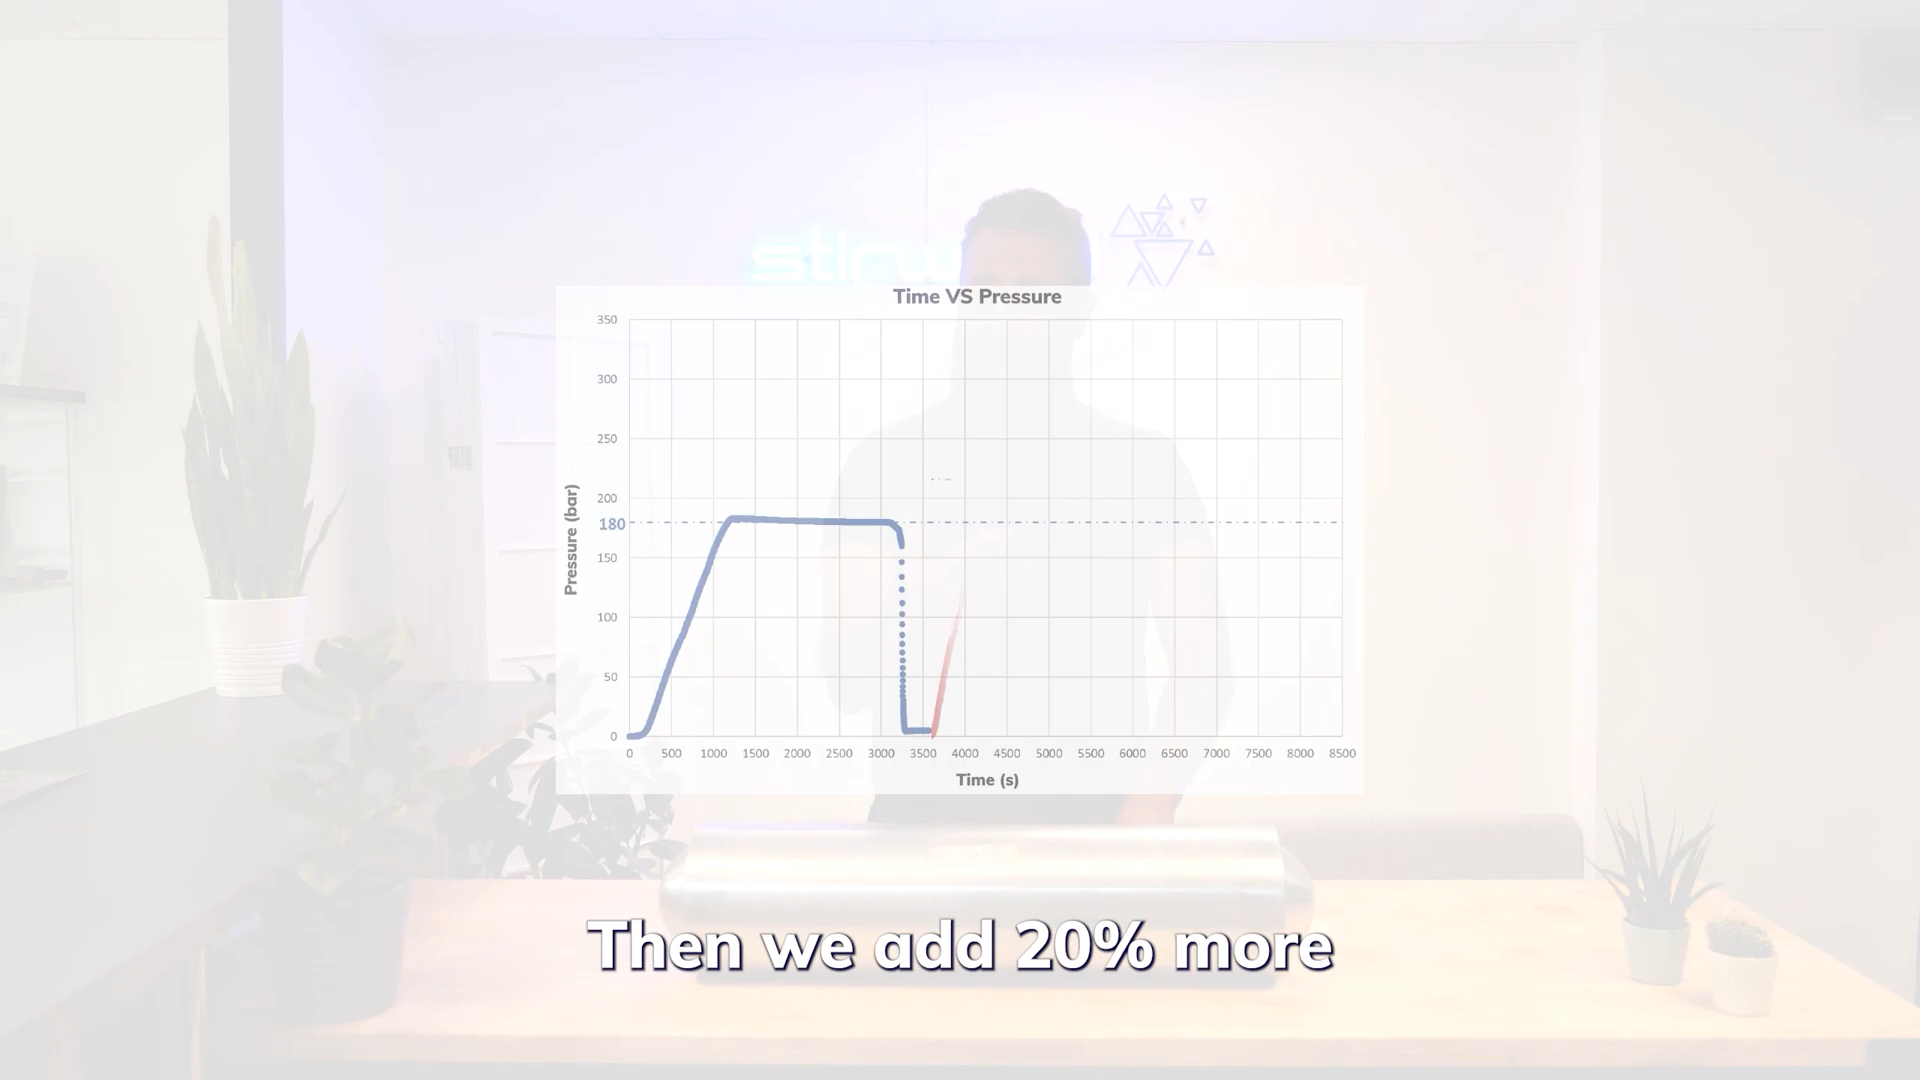 stlrw
Time VS Pressure
350
300
250
200
180
150
100
50
0
Pressure (bar)
0 500 1000 1500 2000 2500 3000 3500 4000 4500 5000 5500 6000 6500 7000 7500 8000 8500
Time (s)
Then we add 20% more